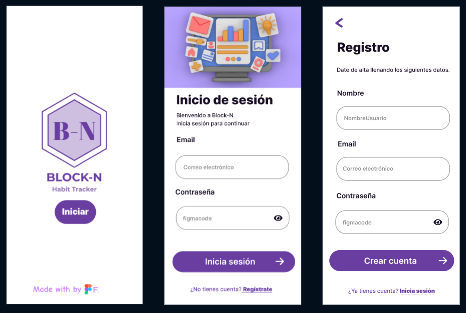 B-N
BLOCK-N
Habit Tracker
Iniciar
Made with by F
Inicio de sesión
Bienvenido a Block-N
Inicia sesión para continuar
Email
Correo electrónico
Contraseña
figmacode
Inicia sesión
¿No tienes cuenta? Regístrate
Registro
Date de alta llenando los siguientes datos.
Nombre
NombreUsuario
Email
Correo electrónico
Contraseña
figmacode
Crear cuenta
¿Ya tienes cuenta? Inicia sesión